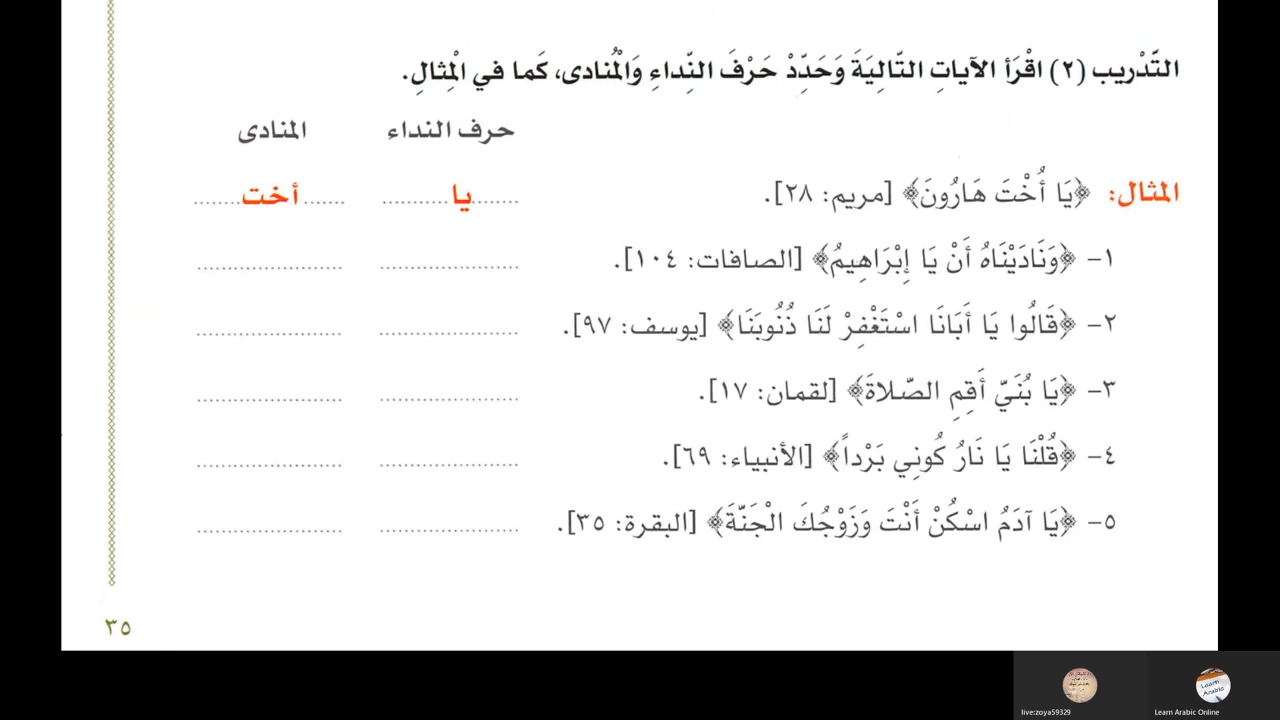 التَّدْريب (٢) اقْرَأ الآياتِ التّالِيَةَ وَحَدِّدْ حَرْفَ النِّداءِ وَالْمُنادى، كَما في الْمِثالِ.
حرف النداء المنادى
المثال: ﴿يَا أُخْتَ هَارُونَ﴾ [مريم: ٢٨]. .......يا......... ......أخت.......
١- ﴿وَنَادَيْنَاهُ أَنْ يَا إِبْرَاهِيمُ﴾ [الصافات: ١٠٤]. .................... ....................
٢- ﴿قَالُوا يَا أَبَانَا اسْتَغْفِرْ لَنَا ذُنُوبَنَا﴾ [يوسف: ٩٧]. .................... ....................
٣- ﴿يَا بُنَيّ أَقِمِ الصّلاةَ﴾ [لقمان: ١٧]. .................... ....................
٤- ﴿قُلْنَا يَا نَارُ كُونِي بَرْداً﴾ [الأنبياء: ٦٩]. .................... ....................
٥- ﴿يَا آدَمُ اسْكُنْ أَنْتَ وَزَوْجُكَ الْجَنّةَ﴾ [البقرة: ٣٥]. .................... ....................
٣٥
Learn Arabic
live:zoya59329 Learn Arabic Online